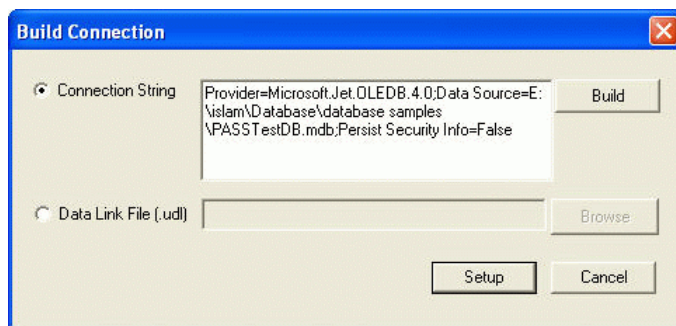 Build Connection
Connection String
Provider=Microsoft.Jet.OLEDB.4.0;Data Source=E:
\islam\Database\database samples
\PASSTestDB.mdb;Persist Security Info=False
Build
Data Link File (.udl)
Browse
Setup
Cancel